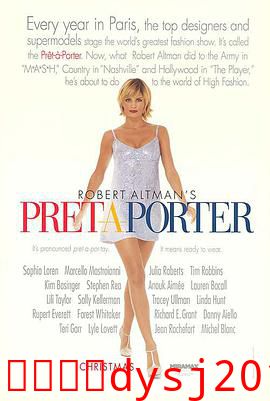 Every year in Paris, the top designers and
supermodels stage the world's greatest fashion show. It's called
the Prêt-à-Porter. Now, what Robert Altman did to the Army in
"M*A*S*H," Country in "Nashville" and Hollywood in "The Player,"
he's about to do to the world of High Fashion.
ROBERT ALTMAN'S
PRET-A-PORTER
It's pronounced pret-a-por-tay. It means ready to wear.
Sophia Loren Marcello Mastroianni Julia Roberts Tim Robbins
Kim Basinger Stephen Rea Anouk Aimée Lauren Bacall
Lili Taylor Sally Kellerman Tracey Ullman Linda Hunt
Rupert Everett Forest Whitaker Richard E. Grant Danny Aiello
Teri Garr Lyle Lovett Jean Rochefort Michel Blanc
CHRISTMAS
MIRAMAX
dysj20